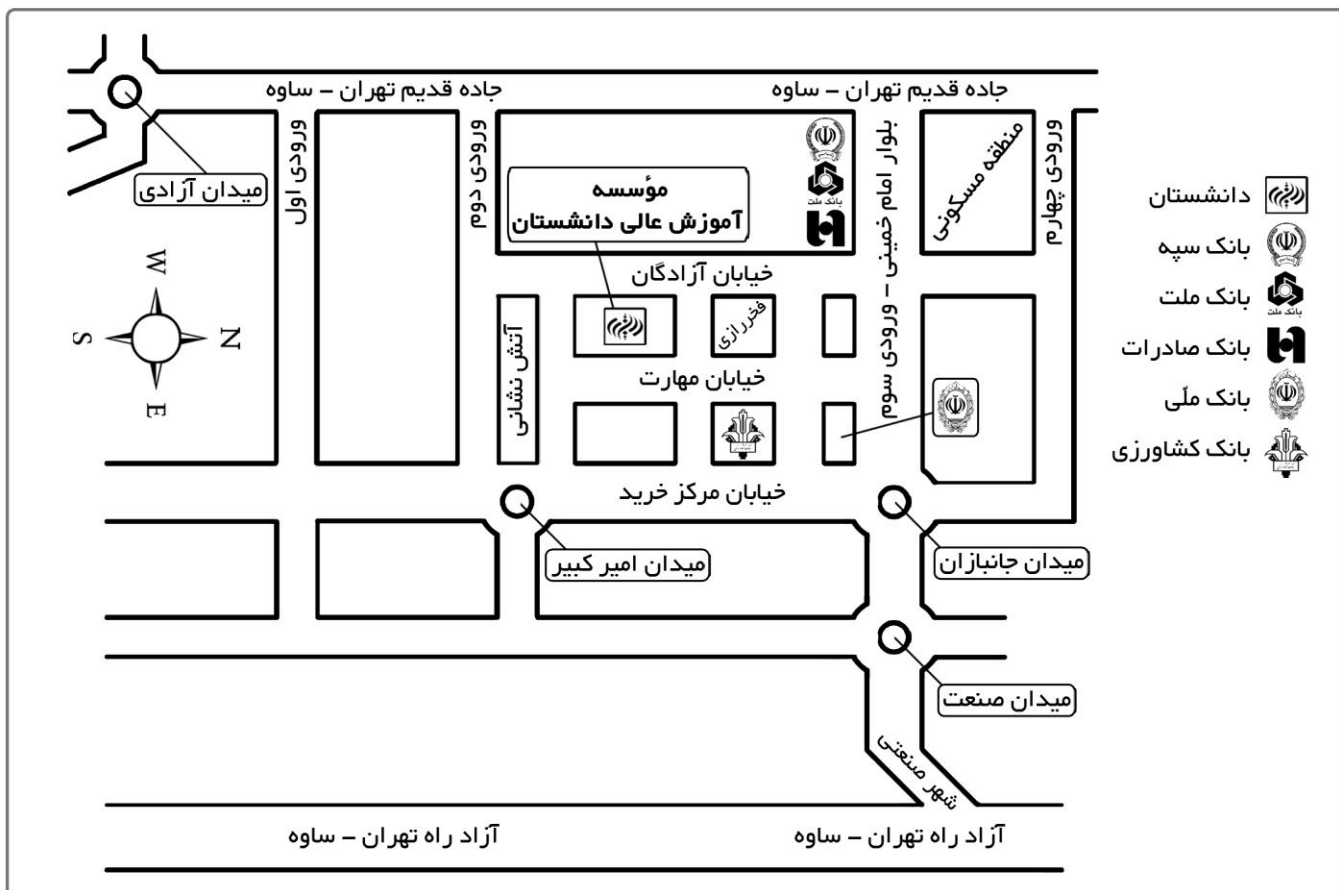 جاده قدیم تهران - ساوه
جاده قدیم تهران - ساوه
میدان آزادی
ورودی اول
ورودی دوم
مؤسسه
آموزش عالی دانشستان
بانک ملت
بلوار امام خمینی - ورودی سوم
منطقه مسکونی
ورودی چهارم
دانشستان
بانک سپه
بانک ملت
بانک ملت
بانک صادرات
بانک ملّی
بانک کشاورزی
خیابان آزادگان
W
N
S
E
آتش نشانی
فخررازی
خیابان مهارت
خیابان مرکز خرید
میدان امیر کبیر
میدان جانبازان
میدان صنعت
شهر صنعتی
آزاد راه تهران - ساوه
آزاد راه تهران - ساوه